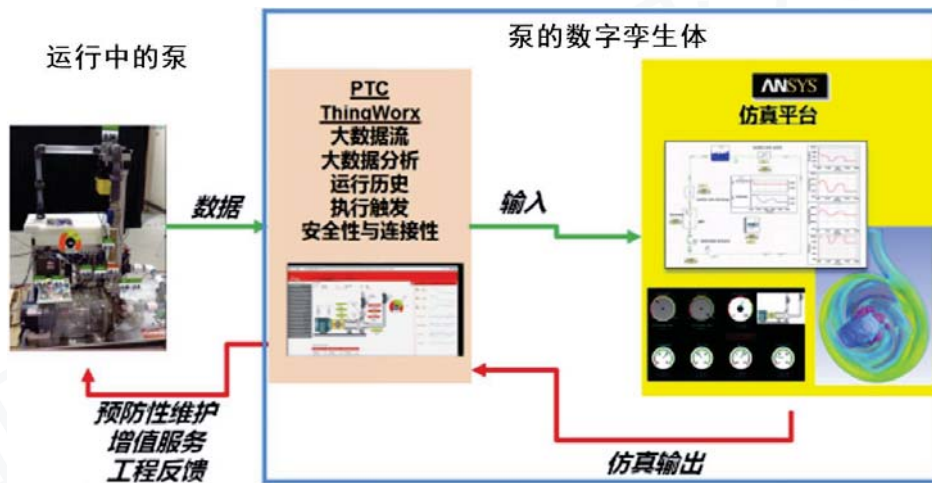 运行中的泵
泵的数字孪生体
PTC
ThingWorx
大数据流
大数据分析
运行历史
执行触发
安全性与连接性
ANSYS
仿真平台
数据
输入
预防性维护
增值服务
工程反馈
仿真输出